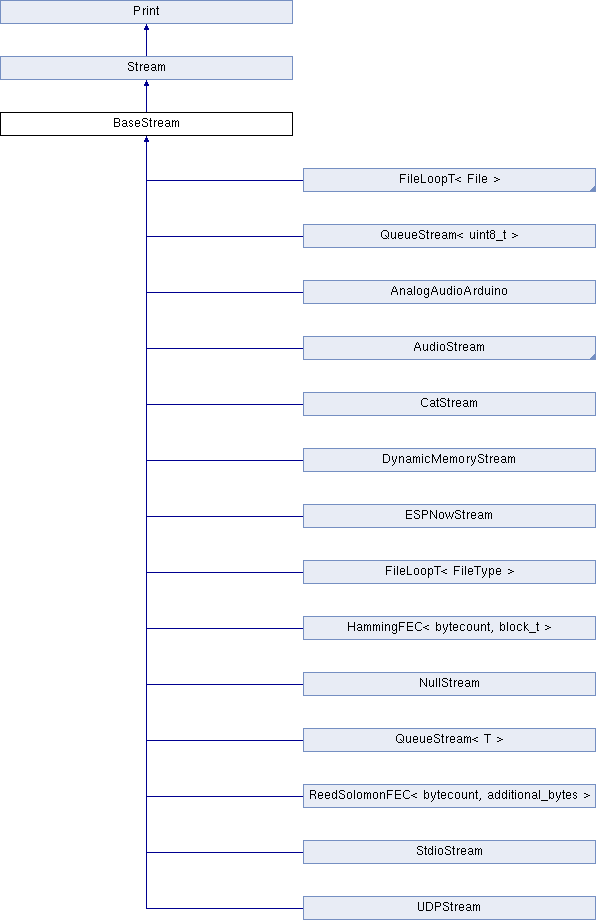 Print
Stream
BaseStream
FileLoopT< File >
QueueStream< uint8_t >
AnalogAudioArduino
AudioStream
CatStream
DynamicMemoryStream
ESPNowStream
FileLoopT< FileType >
HammingFEC< bytecount, block_t >
NullStream
QueueStream< T >
ReedSolomonFEC< bytecount, additional_bytes >
StdioStream
UDPStream